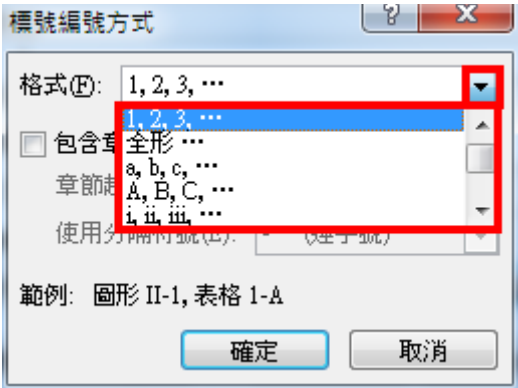 標號編號方式
格式(F): 1, 2, 3, …
1, 2, 3, …
包含章
全形 …
a, b, c, …
章節起
A, B, C, …
i, ii, iii, …
使用分隔符號(E): - (連字號)
範例: 圖形 II-1, 表格 1-A
確定 取消